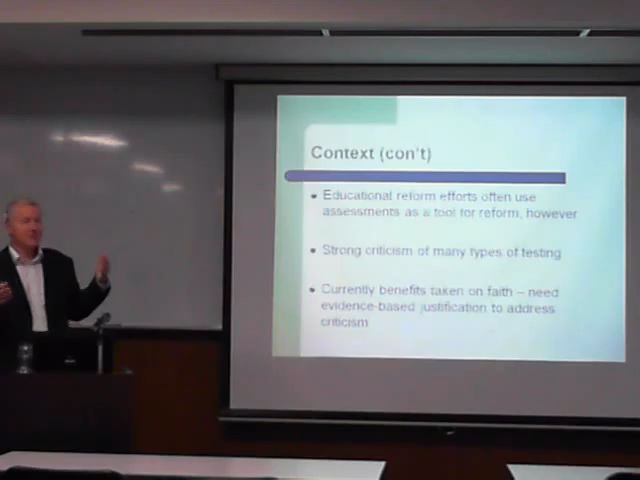 Context (con't)
• Educational reform efforts often use
assessments as a tool for reform, however
• Strong criticism of many types of testing
• Currently benefits taken on faith – need
evidence-based justification to address
criticism